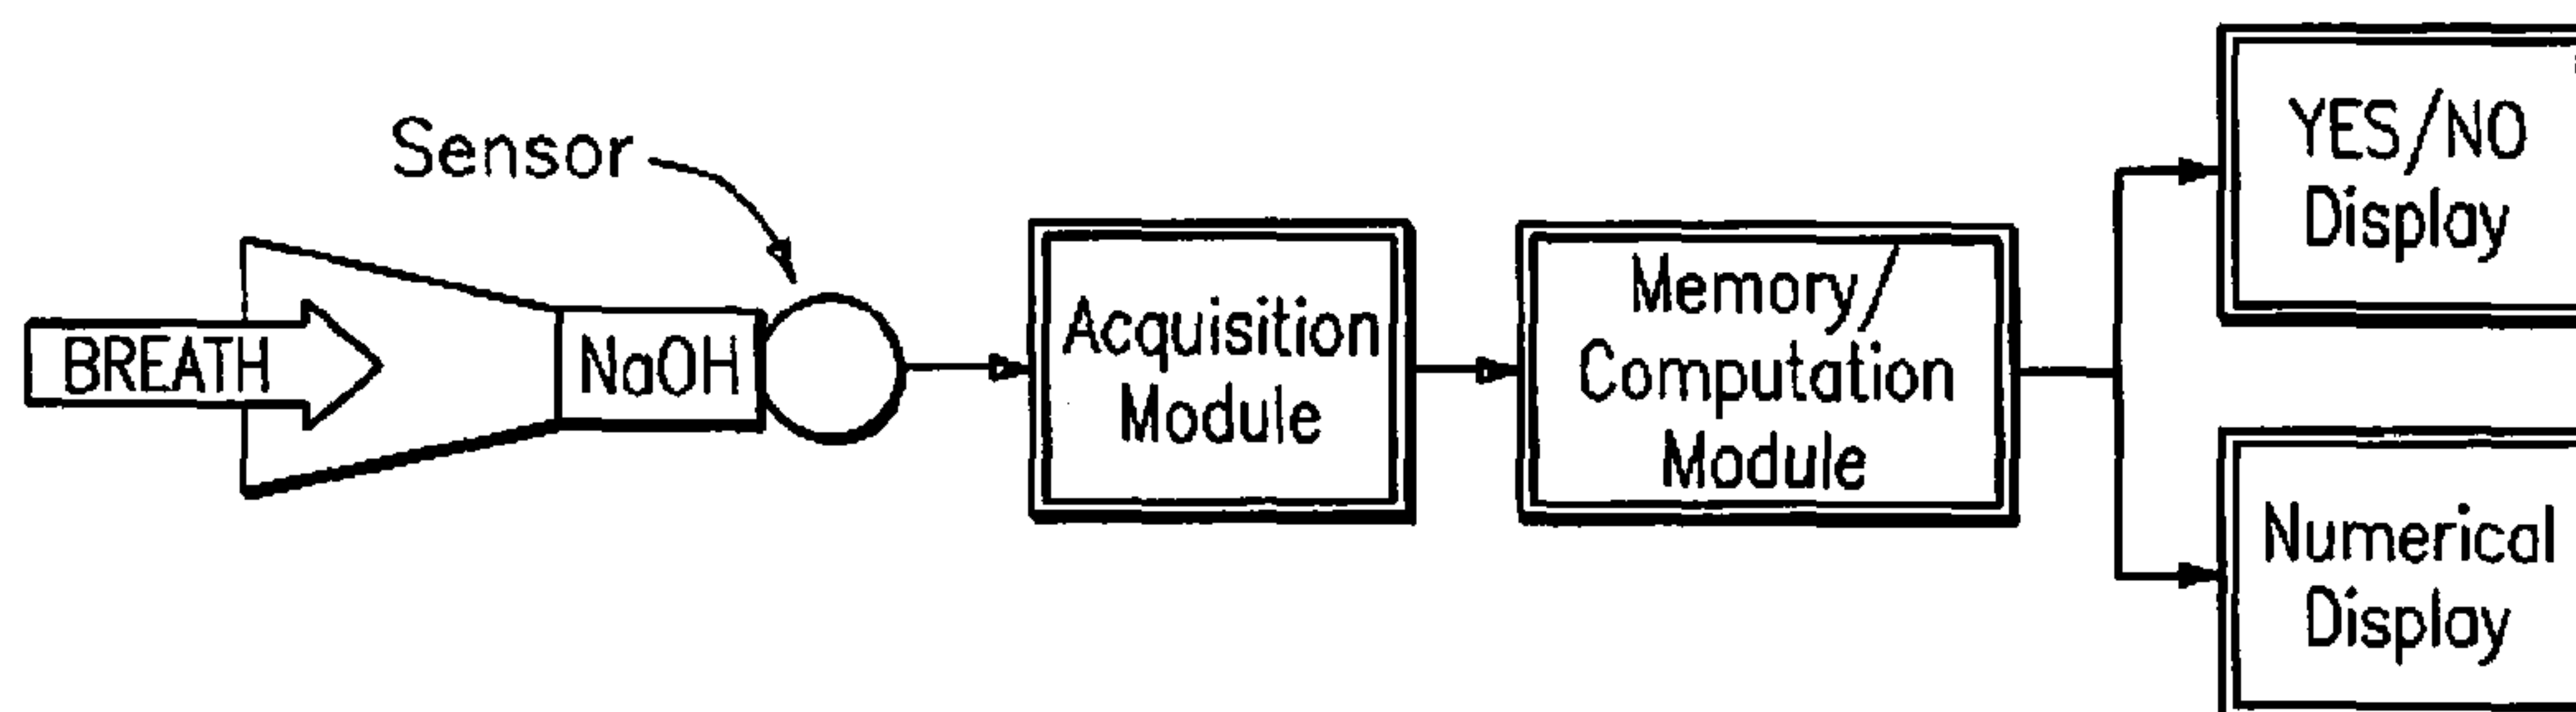 Sensor
BREATH
NaOH
Acquisition
Module
Memory/
Computation
Module
YES/NO
Display
Numerical
Display